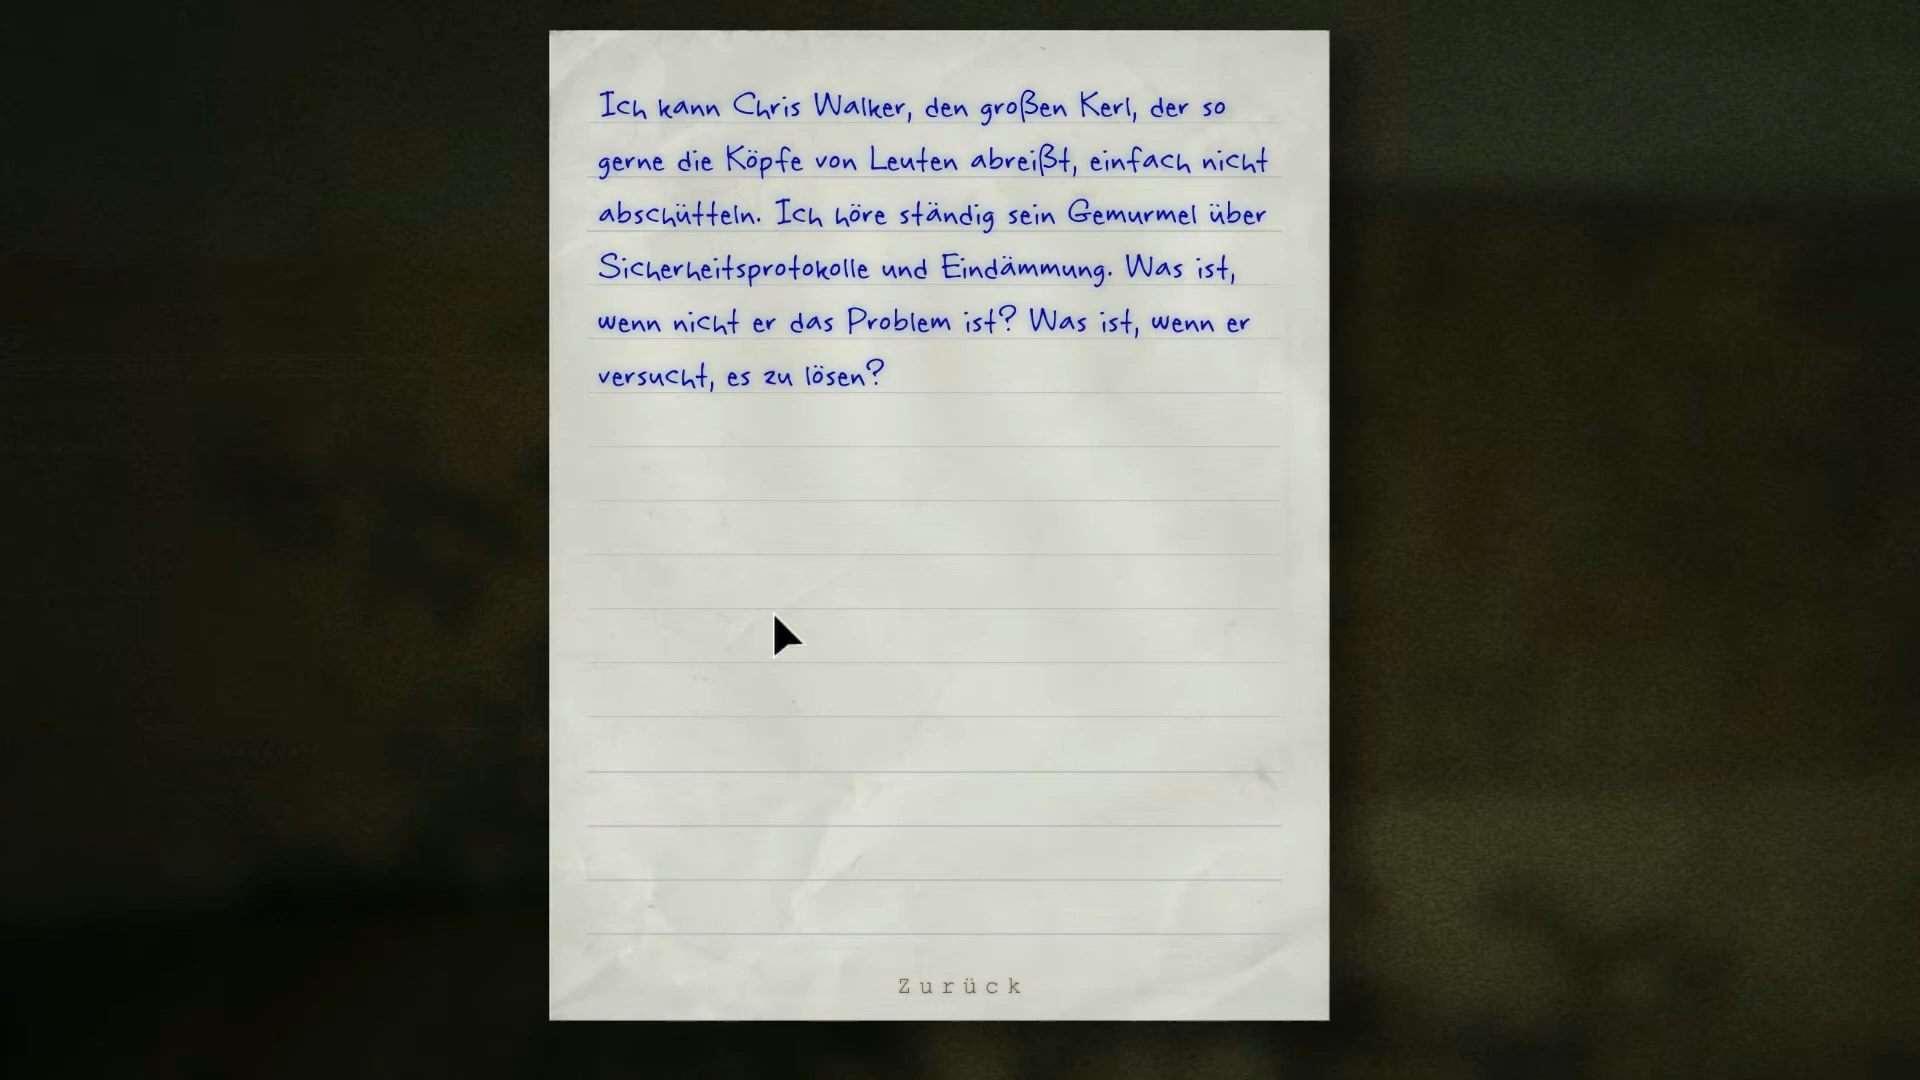 Ich kann Chris Walker, den großen Kerl, der so
gerne die Köpfe von Leuten abreißt, einfach nicht
abschütteln. Ich höre ständig sein Gemurmel über
Sicherheitsprotokolle und Eindämmung. Was ist,
wenn nicht er das Problem ist? Was ist, wenn er
versucht, es zu lösen?
Zurück